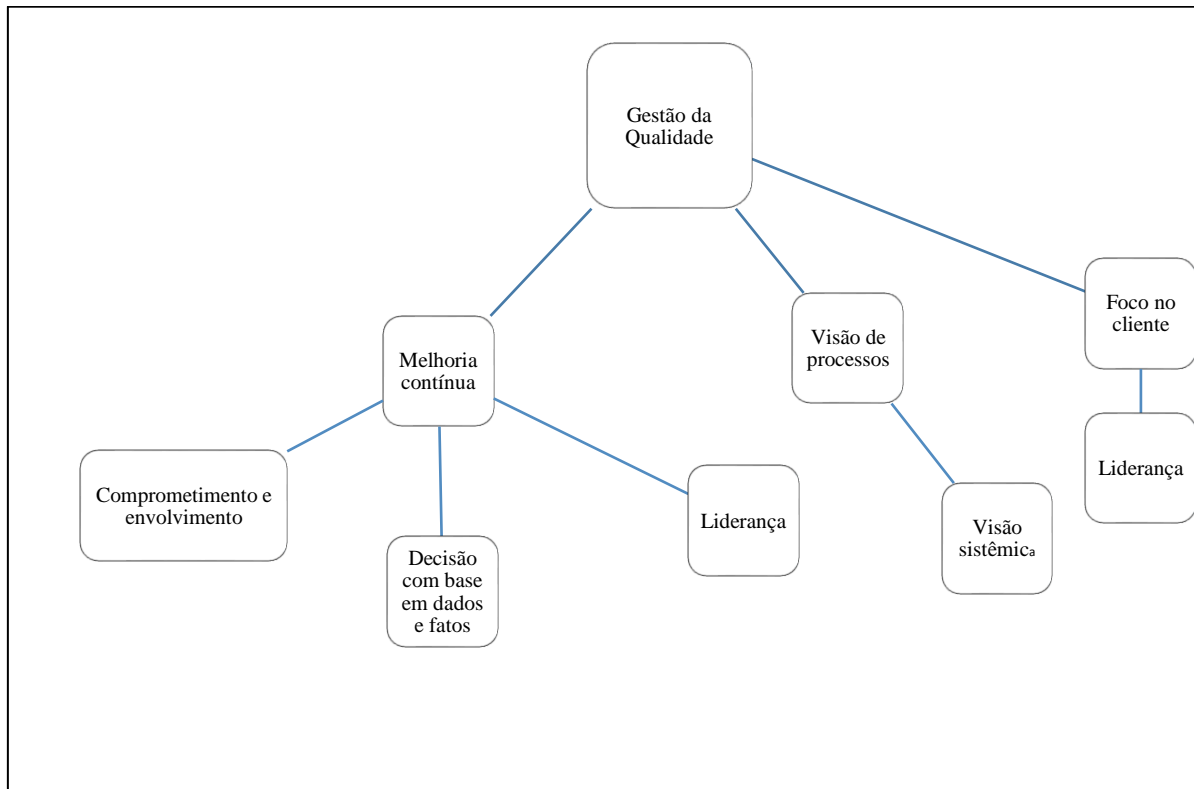 Gestão da
Qualidade
Foco no
cliente
Visão de
processos
Melhoria
contínua
Liderança
Comprometimento e
envolvimento
Liderança
Visão
sistêmica
Decisão
com base
em dados
e fatos